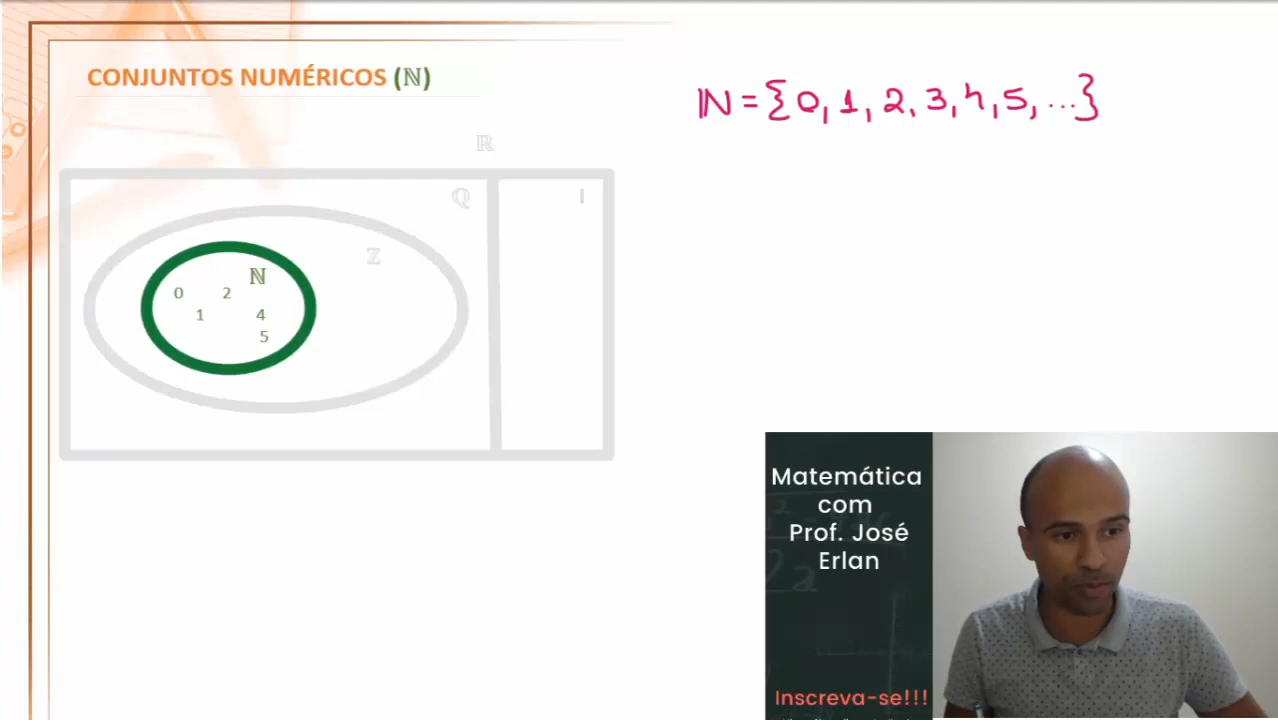 CONJUNTOS NUMÉRICOS (ℕ)
ℕ = {0, 1, 2, 3, 4, 5, ...}
ℝ
ℚ
I
ℤ
ℕ
0 2
1 4
5
Matemática
com
Prof. José
Erlan
Inscreva-se!!!